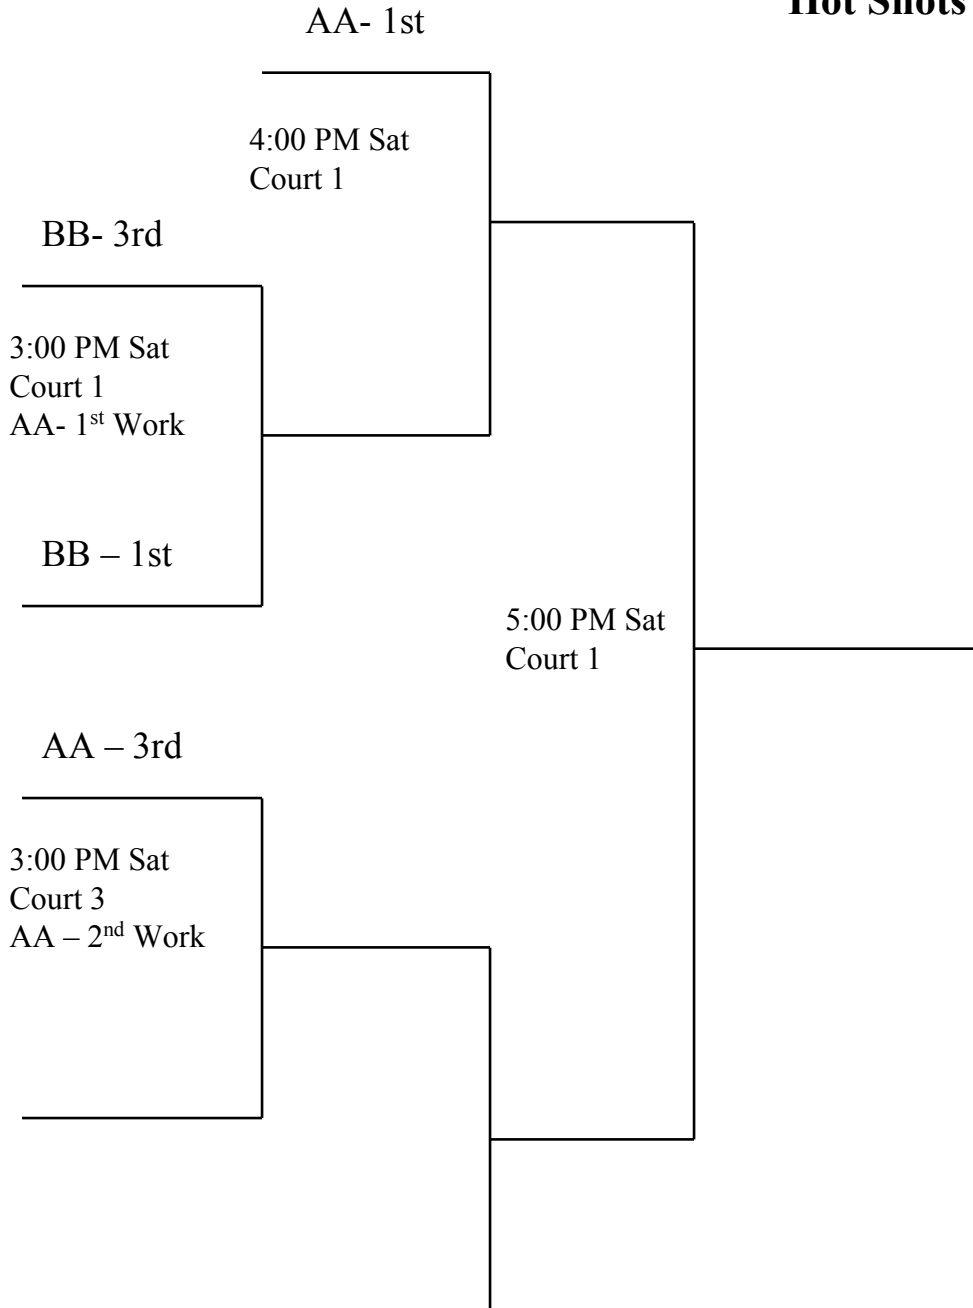 Hot Shots
AA- 1st
4:00 PM Sat
Court 1
BB- 3rd
3:00 PM Sat
Court 1
AA- 1st Work
BB – 1st
5:00 PM Sat
Court 1
AA – 3rd
3:00 PM Sat
Court 3
AA – 2nd Work